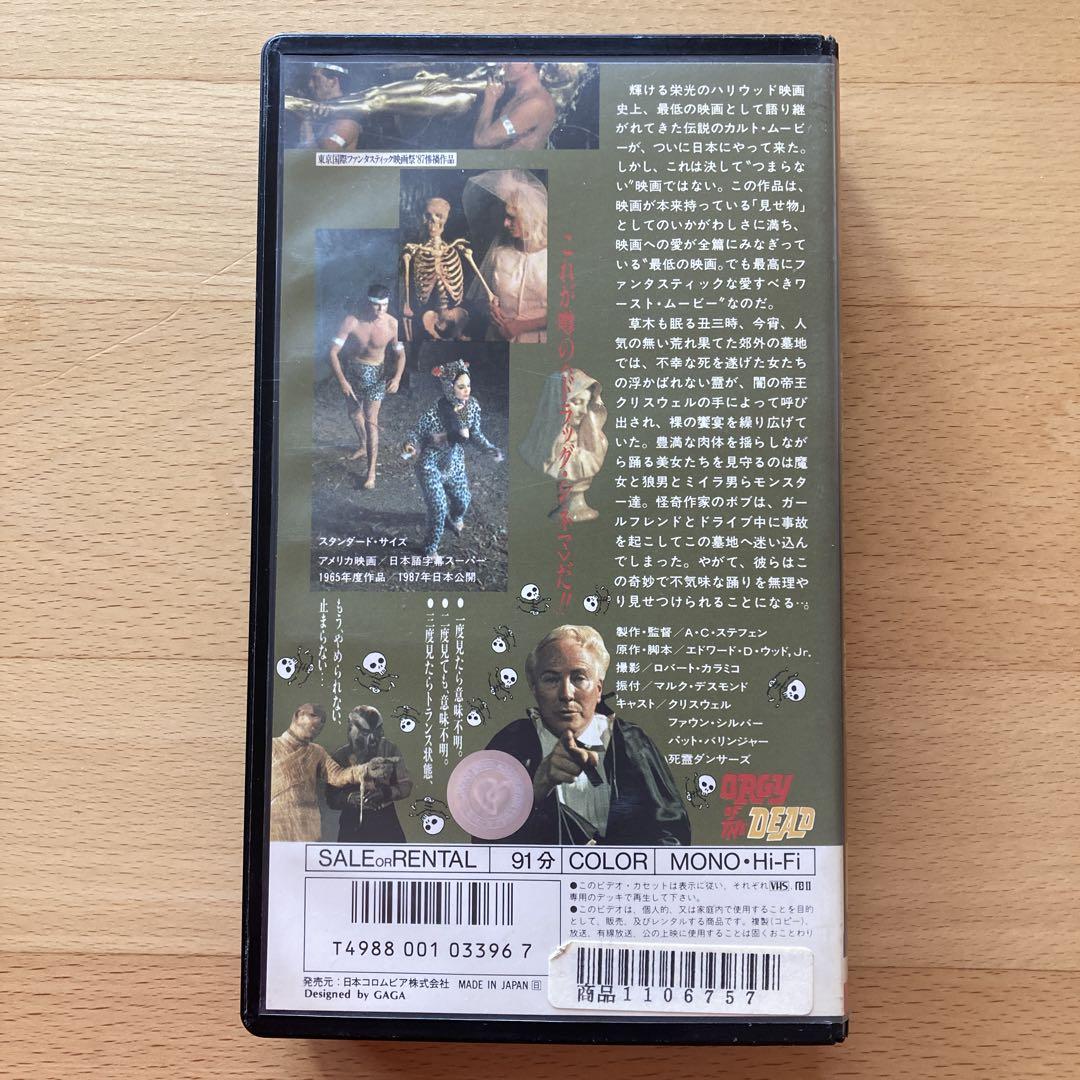 輝ける栄光のハリウッド映画
史上、最低の映画として語り継
がれてきた伝説のカルト・ムービ
ーが、ついに日本にやって来た。
しかし、これは決して“つまらな
い”映画ではない。この作品は、
映画が本来持っている「見せ物」
としてのいかがわしさに満ち、
映画への愛が全篇にみなぎって
いる“最低の映画。でも最高にフ
ァンタスティックな愛すべきワ
ースト・ムービー”なのだ。
草木も眠る丑三時、今宵、人
気の無い荒れ果てた郊外の墓地
では、不幸な死を遂げた女たち
の浮かばれない霊が、闇の帝王
クリスウェルの手によって呼び
出され、裸の饗宴を繰り広げて
いた。豊満な肉体を揺らしなが
ら踊る美女たちを見守るのは魔
女と狼男とミイラ男らモンスタ
ー達。怪奇作家のボブは、ガー
ルフレンドとドライブ中に事故
を起こしてこの墓地へ迷い込ん
でしまった。やがて、彼らはこ
の奇妙で不気味な踊りを無理や
り見せつけられることになる…。
東京国際ファンタスティック映画祭'87惨禍作品
これが噂のヘドラッグ・シネマ〉だ!!
スタンダード・サイズ
アメリカ映画/日本語字幕スーパー
1965年度作品/1987年日本公開
●一度見たら意味不明。
●二度見ても、意味不明。
●三度見たらトランス状態、
もう、やめられない、
止まらない…
製作・監督/A・C・ステフェン
原作・脚本/エドワード・D・ウッド,Jr.
撮影/ロバート・カラミコ
振付/マルク・デスモンド
キャスト/クリスウェル
ファウン・シルバー
パット・バリンジャー
死霊ダンサーズ
ORGY
OF
THE DEAD
SALE OR RENTAL 91分 COLOR MONO・Hi-Fi
●このビデオ・カセットは表示に従い、それぞれ VHS、βII
専用のデッキで再生して下さい。
●このビデオは、個人的、又は家庭内で使用することを目的
として、販売、及びレンタルする商品です。複製(コピー)、
放送、有線放送、公の上映に使用することは固くおことわり
T4988 001 03396 7
発売元:日本コロムビア株式会社 MADE IN JAPAN 日
Designed by GAGA
商品1106757